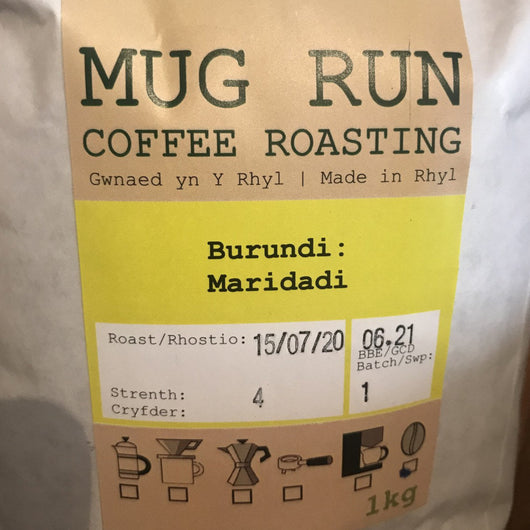 MUG RUN
COFFEE ROASTING
Gwnaed yn Y Rhyl | Made in Rhyl
Burundi:
Maridadi
Roast/Rhostio: 15/07/20
06.21
BBE/GCD
Batch/Swp:
Strenth: 4
Cryfder:
1
1kg